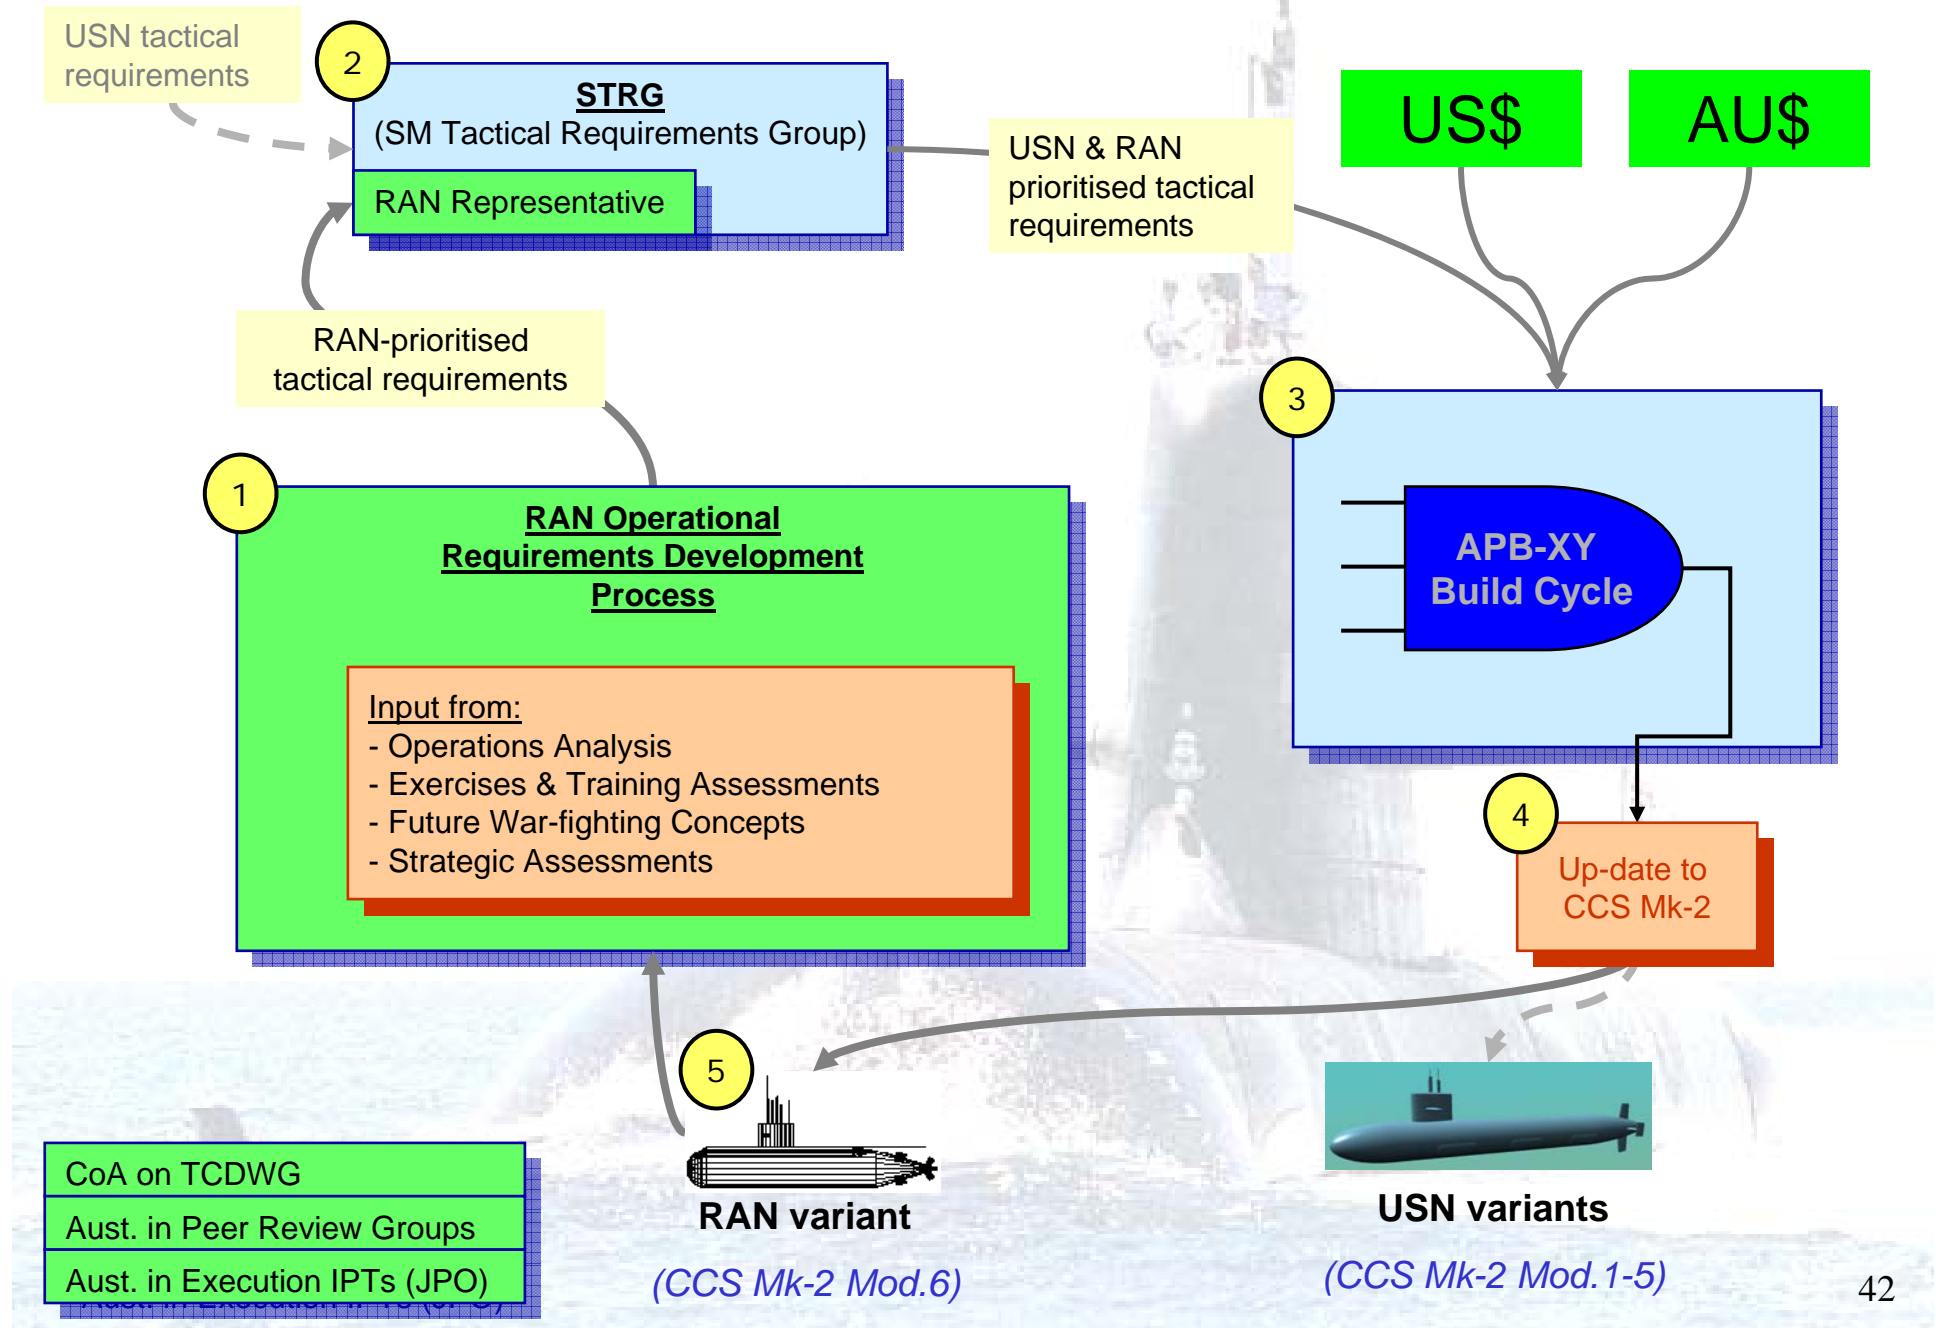 USN tactical
requirements
2
STRG
(SM Tactical Requirements Group)
RAN Representative
USN & RAN
prioritised tactical
requirements
US$
AU$
RAN-prioritised
tactical requirements
3
APB-XY
Build Cycle
1
RAN Operational
Requirements Development
Process
Input from:
- Operations Analysis
- Exercises & Training Assessments
- Future War-fighting Concepts
- Strategic Assessments
4
Up-date to
CCS Mk-2
5
RAN variant
(CCS Mk-2 Mod.6)
USN variants
(CCS Mk-2 Mod.1-5)
CoA on TCDWG
Aust. in Peer Review Groups
Aust. in Execution IPTs (JPO)
42